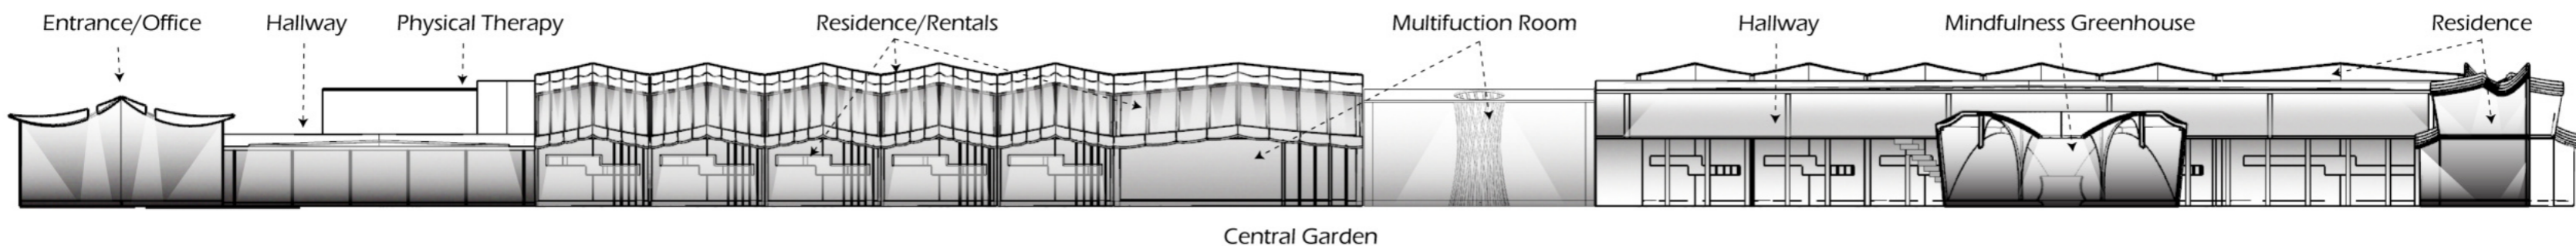 Entrance/Office
Hallway
Physical Therapy
Residence/Rentals
Multifuction Room
Hallway
Mindfulness Greenhouse
Residence
Central Garden